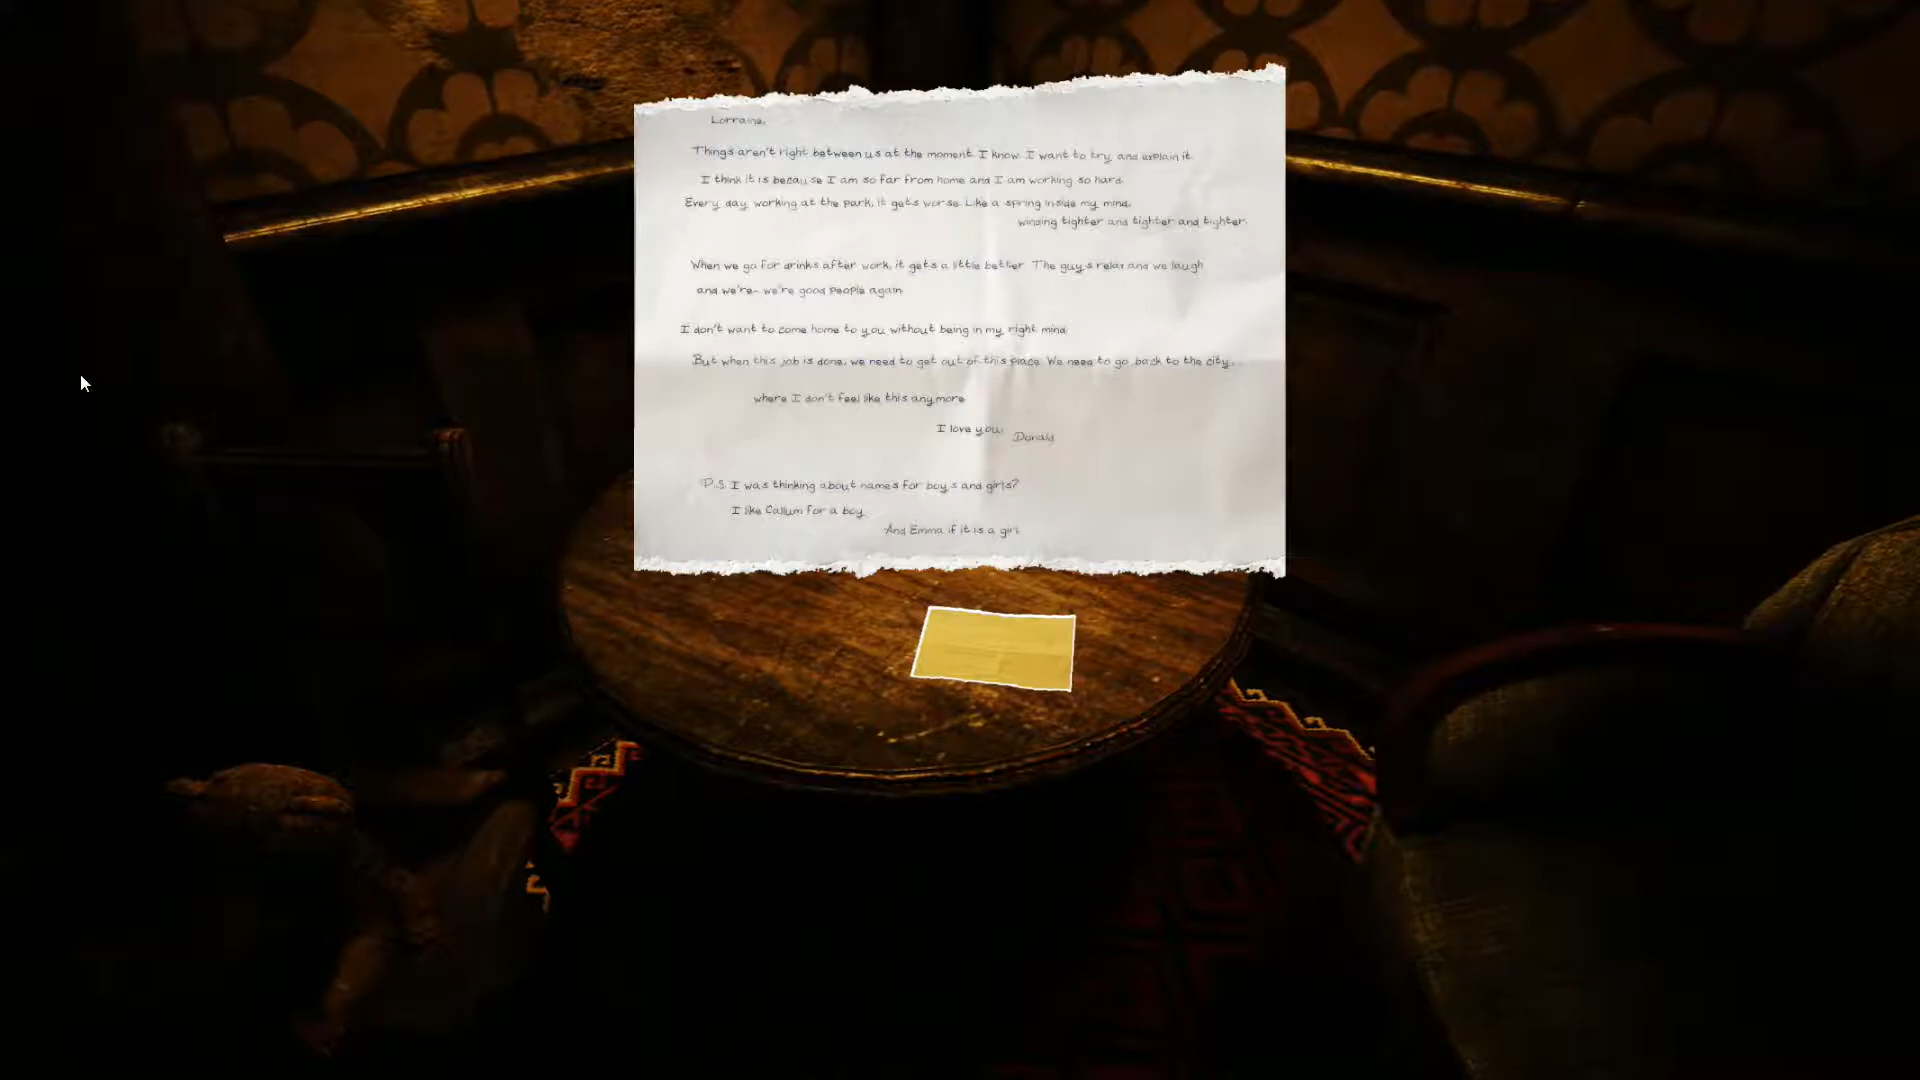 Lorraine,
Things aren't right between us at the moment. I know. I want to try and explain it.
I think it is because I am so far from home and I am working so hard.
Every day working at the park, it gets worse. Like a spring inside my mind,
winding tighter and tighter and tighter.
When we go for drinks after work, it gets a little better. The guys relax and we laugh
and we're- we're good people again.
I don't want to come home to you without being in my right mind.
But when this job is done, we need to get out of this place. We need to go back to the city,
where I don't feel like this anymore.
I love you. Donald
P.S. I was thinking about names for boys and girls?
I like Callum for a boy.
And Emma if it is a girl.